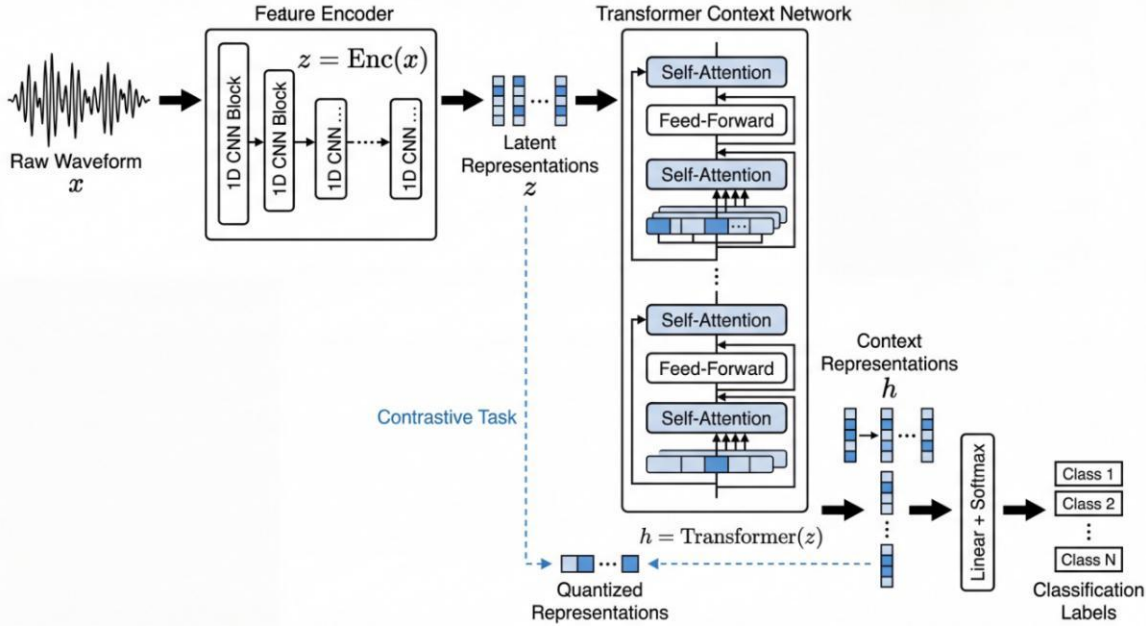 Feature Encoder
Transformer Context Network
z = Enc(x)
1D CNN Block
1D CNN Block
1D CNN ...
1D CNN ...
Raw Waveform
x
Latent
Representations
z
Self-Attention
Feed-Forward
Self-Attention
...
Self-Attention
Feed-Forward
Self-Attention
Contrastive Task
h = Transformer(z)
Quantized
Representations
Context
Representations
h
Linear + Softmax
Class 1
Class 2
Class N
Classification
Labels